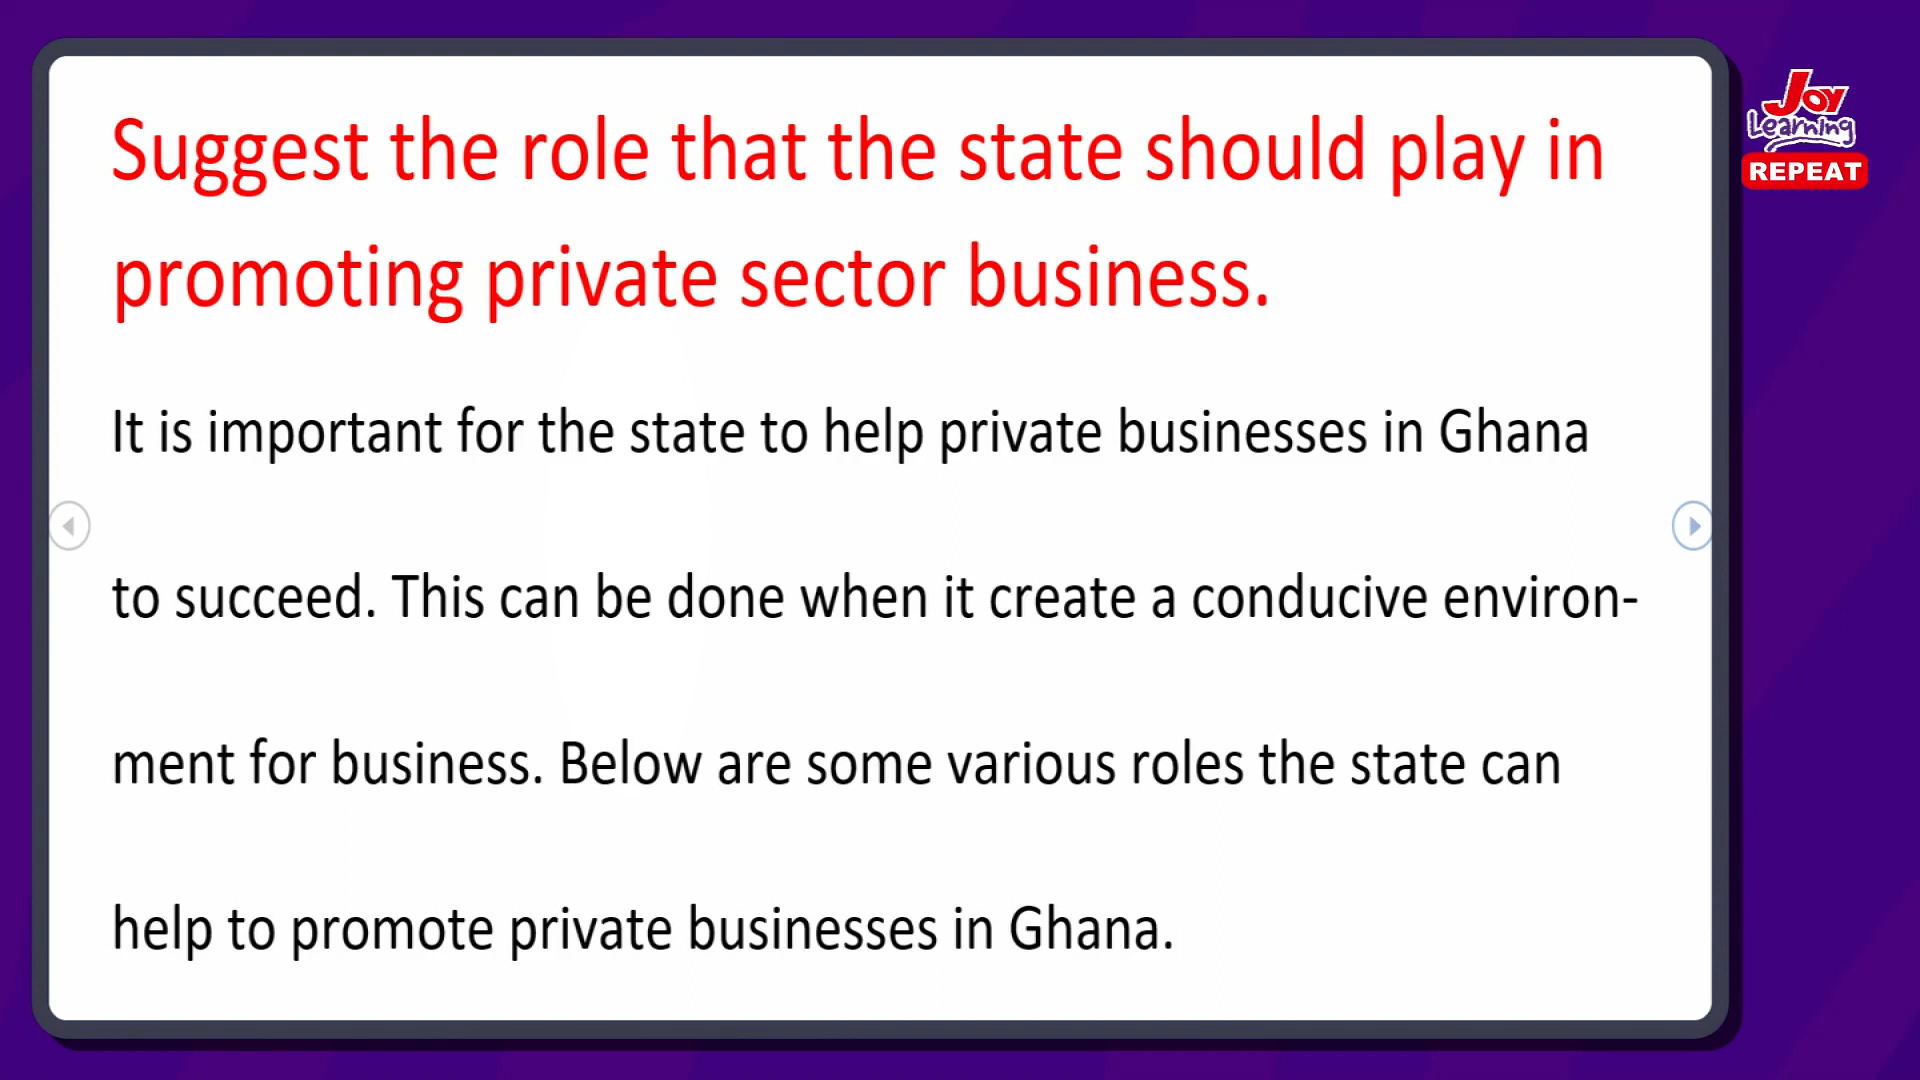 Suggest the role that the state should play in
promoting private sector business.
It is important for the state to help private businesses in Ghana
to succeed. This can be done when it create a conducive environ-
ment for business. Below are some various roles the state can
help to promote private businesses in Ghana.
Joy
Learning
REPEAT